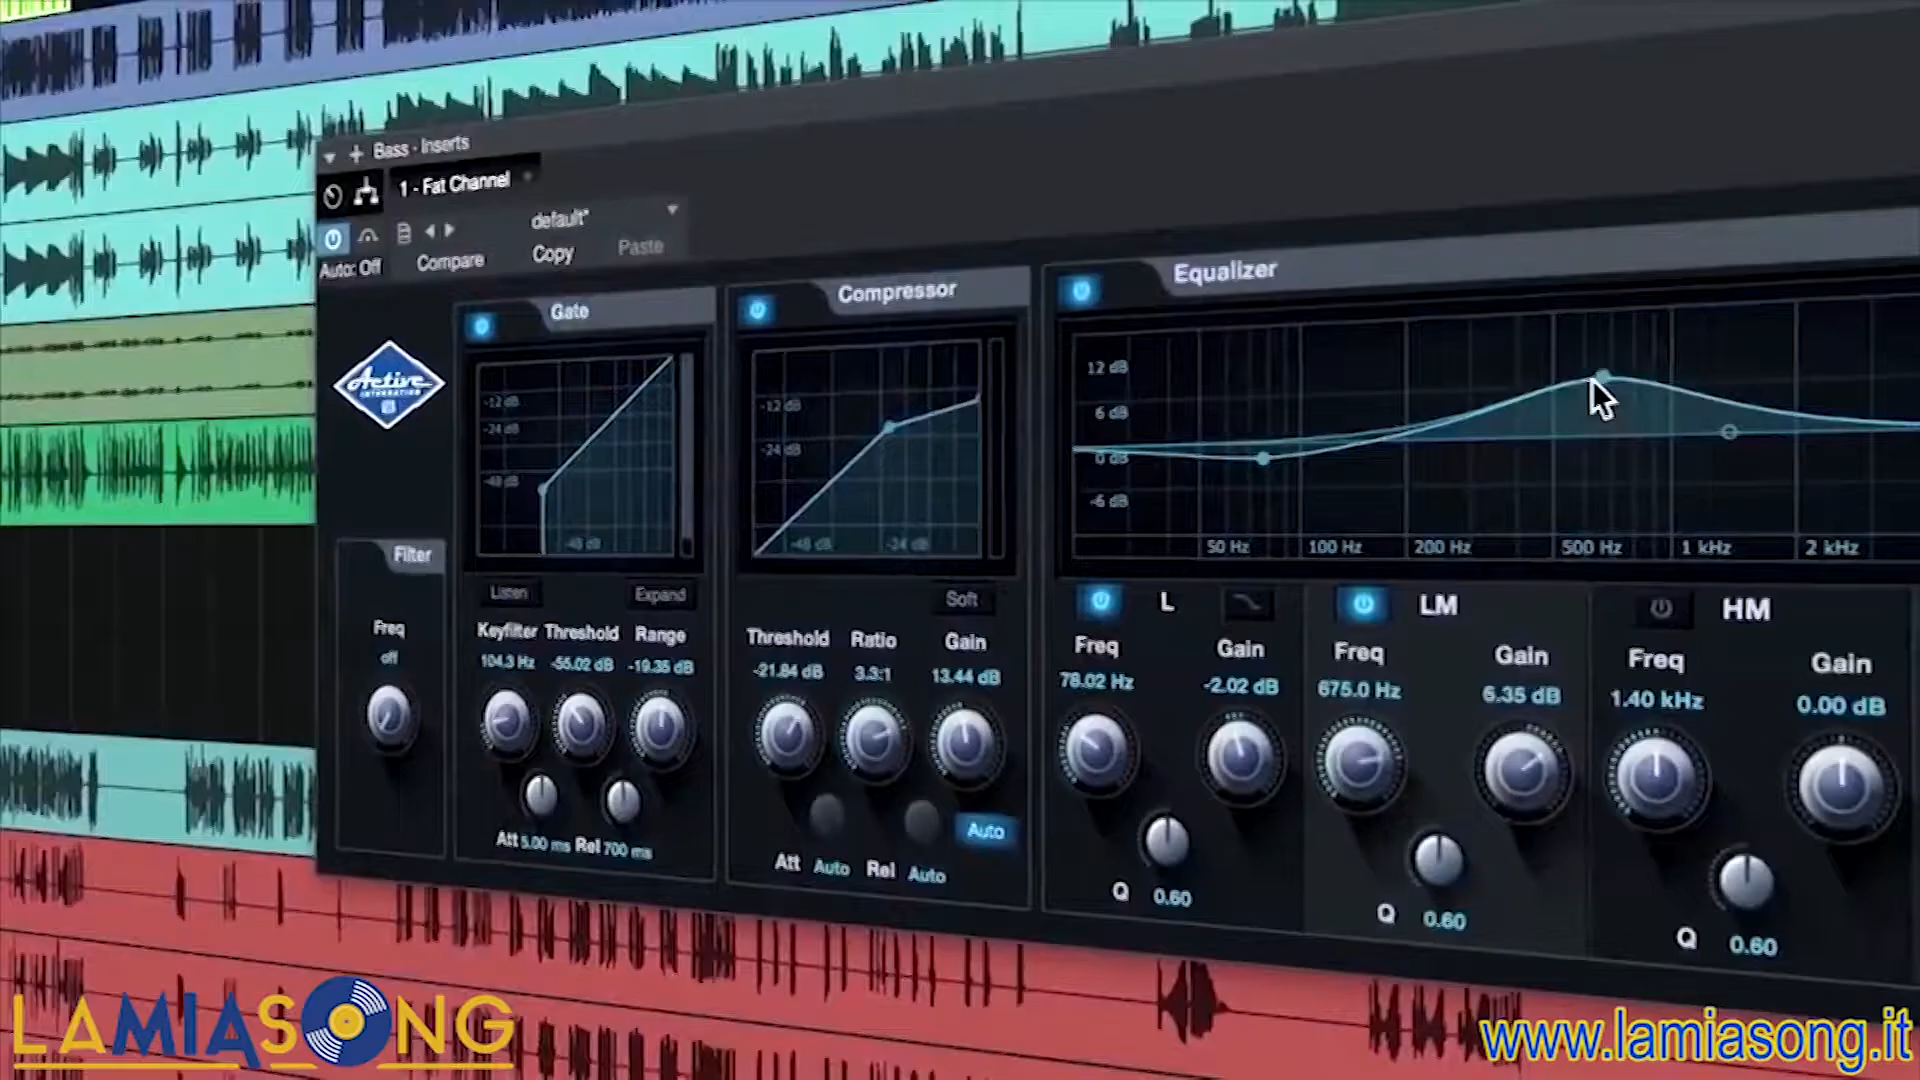 Bass - Inserts
1 - Fat Channel
default*
Auto: Off
Compare
Copy
Paste
Active
INTEGRATION
Gate
-12 dB
-24 dB
-48 dB
-48 dB
Listen
Expand
Keyfilter Threshold Range
104.3 Hz -55.02 dB -19.35 dB
Att 5.00 ms Rel 700 ms
Filter
Freq
off
Compressor
-12 dB
-24 dB
-48 dB
-24 dB
Soft
Threshold Ratio Gain
-21.84 dB 3.3:1 13.44 dB
Auto
Att Auto Rel Auto
Equalizer
12 dB
6 dB
0 dB
-6 dB
50 Hz 100 Hz 200 Hz 500 Hz 1 kHz 2 kHz
L
Freq Gain
78.02 Hz -2.02 dB
Q 0.60
LM
Freq Gain
675.0 Hz 6.35 dB
Q 0.60
HM
Freq Gain
1.40 kHz 0.00 dB
Q 0.60
LAMIASONG
www.lamiasong.it